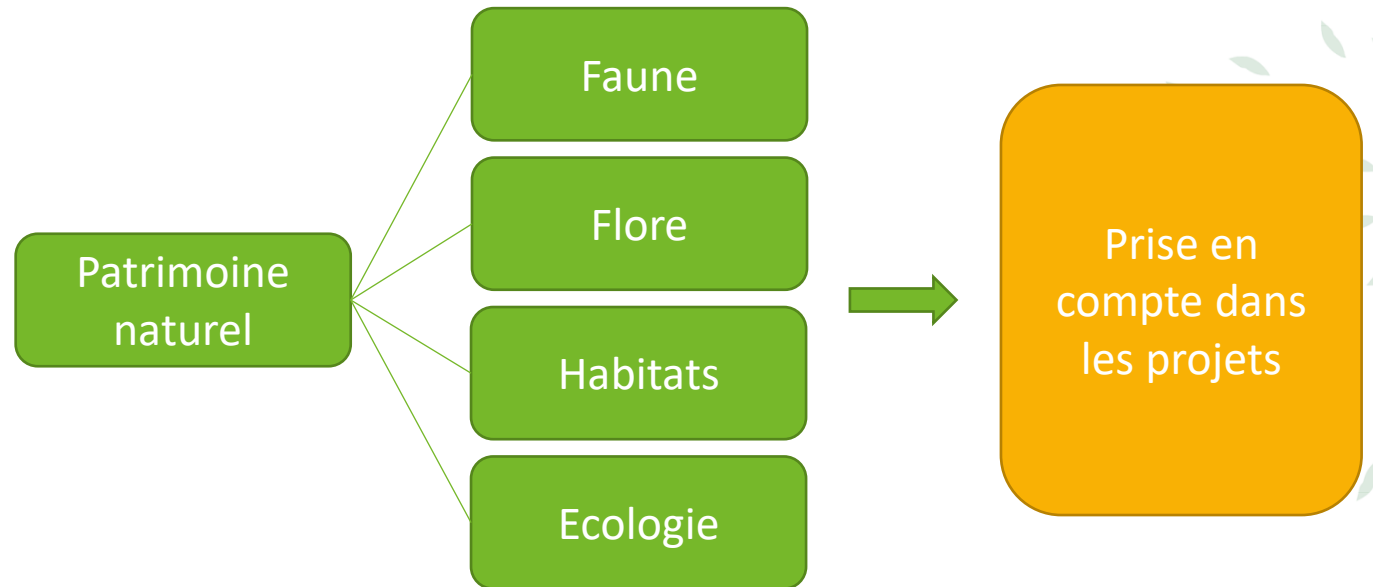 Patrimoine
naturel
Faune
Flore
Habitats
Ecologie
Prise en
compte dans
les projets